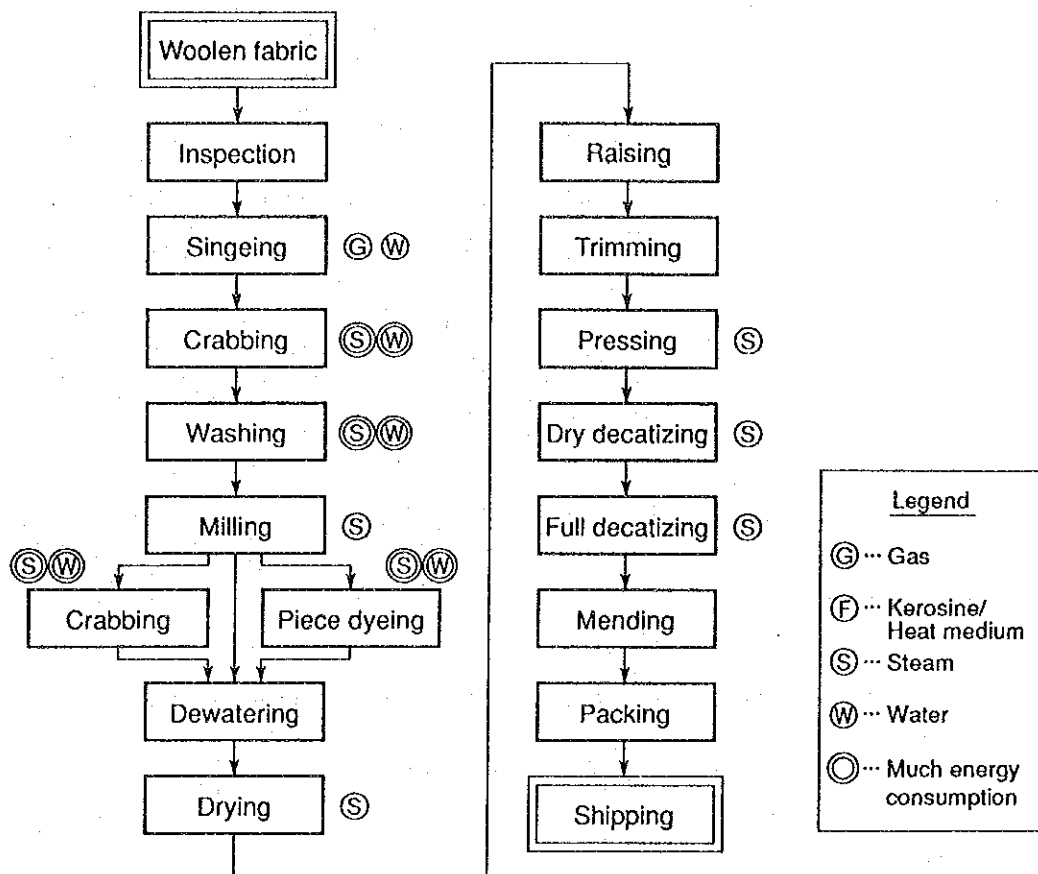 Woolen fabric
Inspection
Singeing
G W
Crabbing
S W
Washing
S W
Milling
S
S W
S W
Crabbing
Piece dyeing
Dewatering
Drying
S
Raising
Trimming
Pressing
S
Dry decatizing
S
Full decatizing
S
Mending
Packing
Shipping
Legend
G ··· Gas
F ··· Kerosine/
Heat medium
S ··· Steam
W ··· Water
··· Much energy
consumption